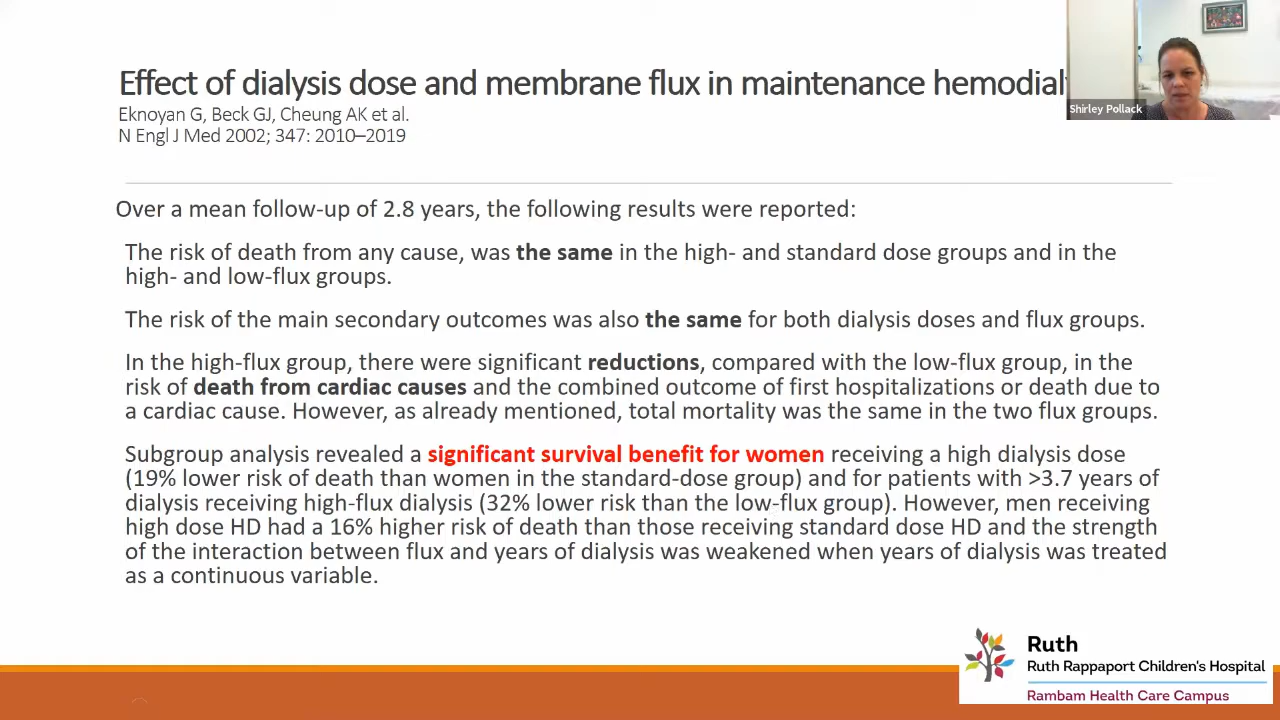 Effect of dialysis dose and membrane flux in maintenance hemodial
Eknoyan G, Beck GJ, Cheung AK et al.
N Engl J Med 2002; 347: 2010–2019
Shirley Pollack
Over a mean follow-up of 2.8 years, the following results were reported:
The risk of death from any cause, was the same in the high- and standard dose groups and in the
high- and low-flux groups.
The risk of the main secondary outcomes was also the same for both dialysis doses and flux groups.
In the high-flux group, there were significant reductions, compared with the low-flux group, in the
risk of death from cardiac causes and the combined outcome of first hospitalizations or death due to
a cardiac cause. However, as already mentioned, total mortality was the same in the two flux groups.
Subgroup analysis revealed a significant survival benefit for women receiving a high dialysis dose
(19% lower risk of death than women in the standard-dose group) and for patients with >3.7 years of
dialysis receiving high-flux dialysis (32% lower risk than the low-flux group). However, men receiving
high dose HD had a 16% higher risk of death than those receiving standard dose HD and the strength
of the interaction between flux and years of dialysis was weakened when years of dialysis was treated
as a continuous variable.
Ruth
Ruth Rappaport Children's Hospital
Rambam Health Care Campus